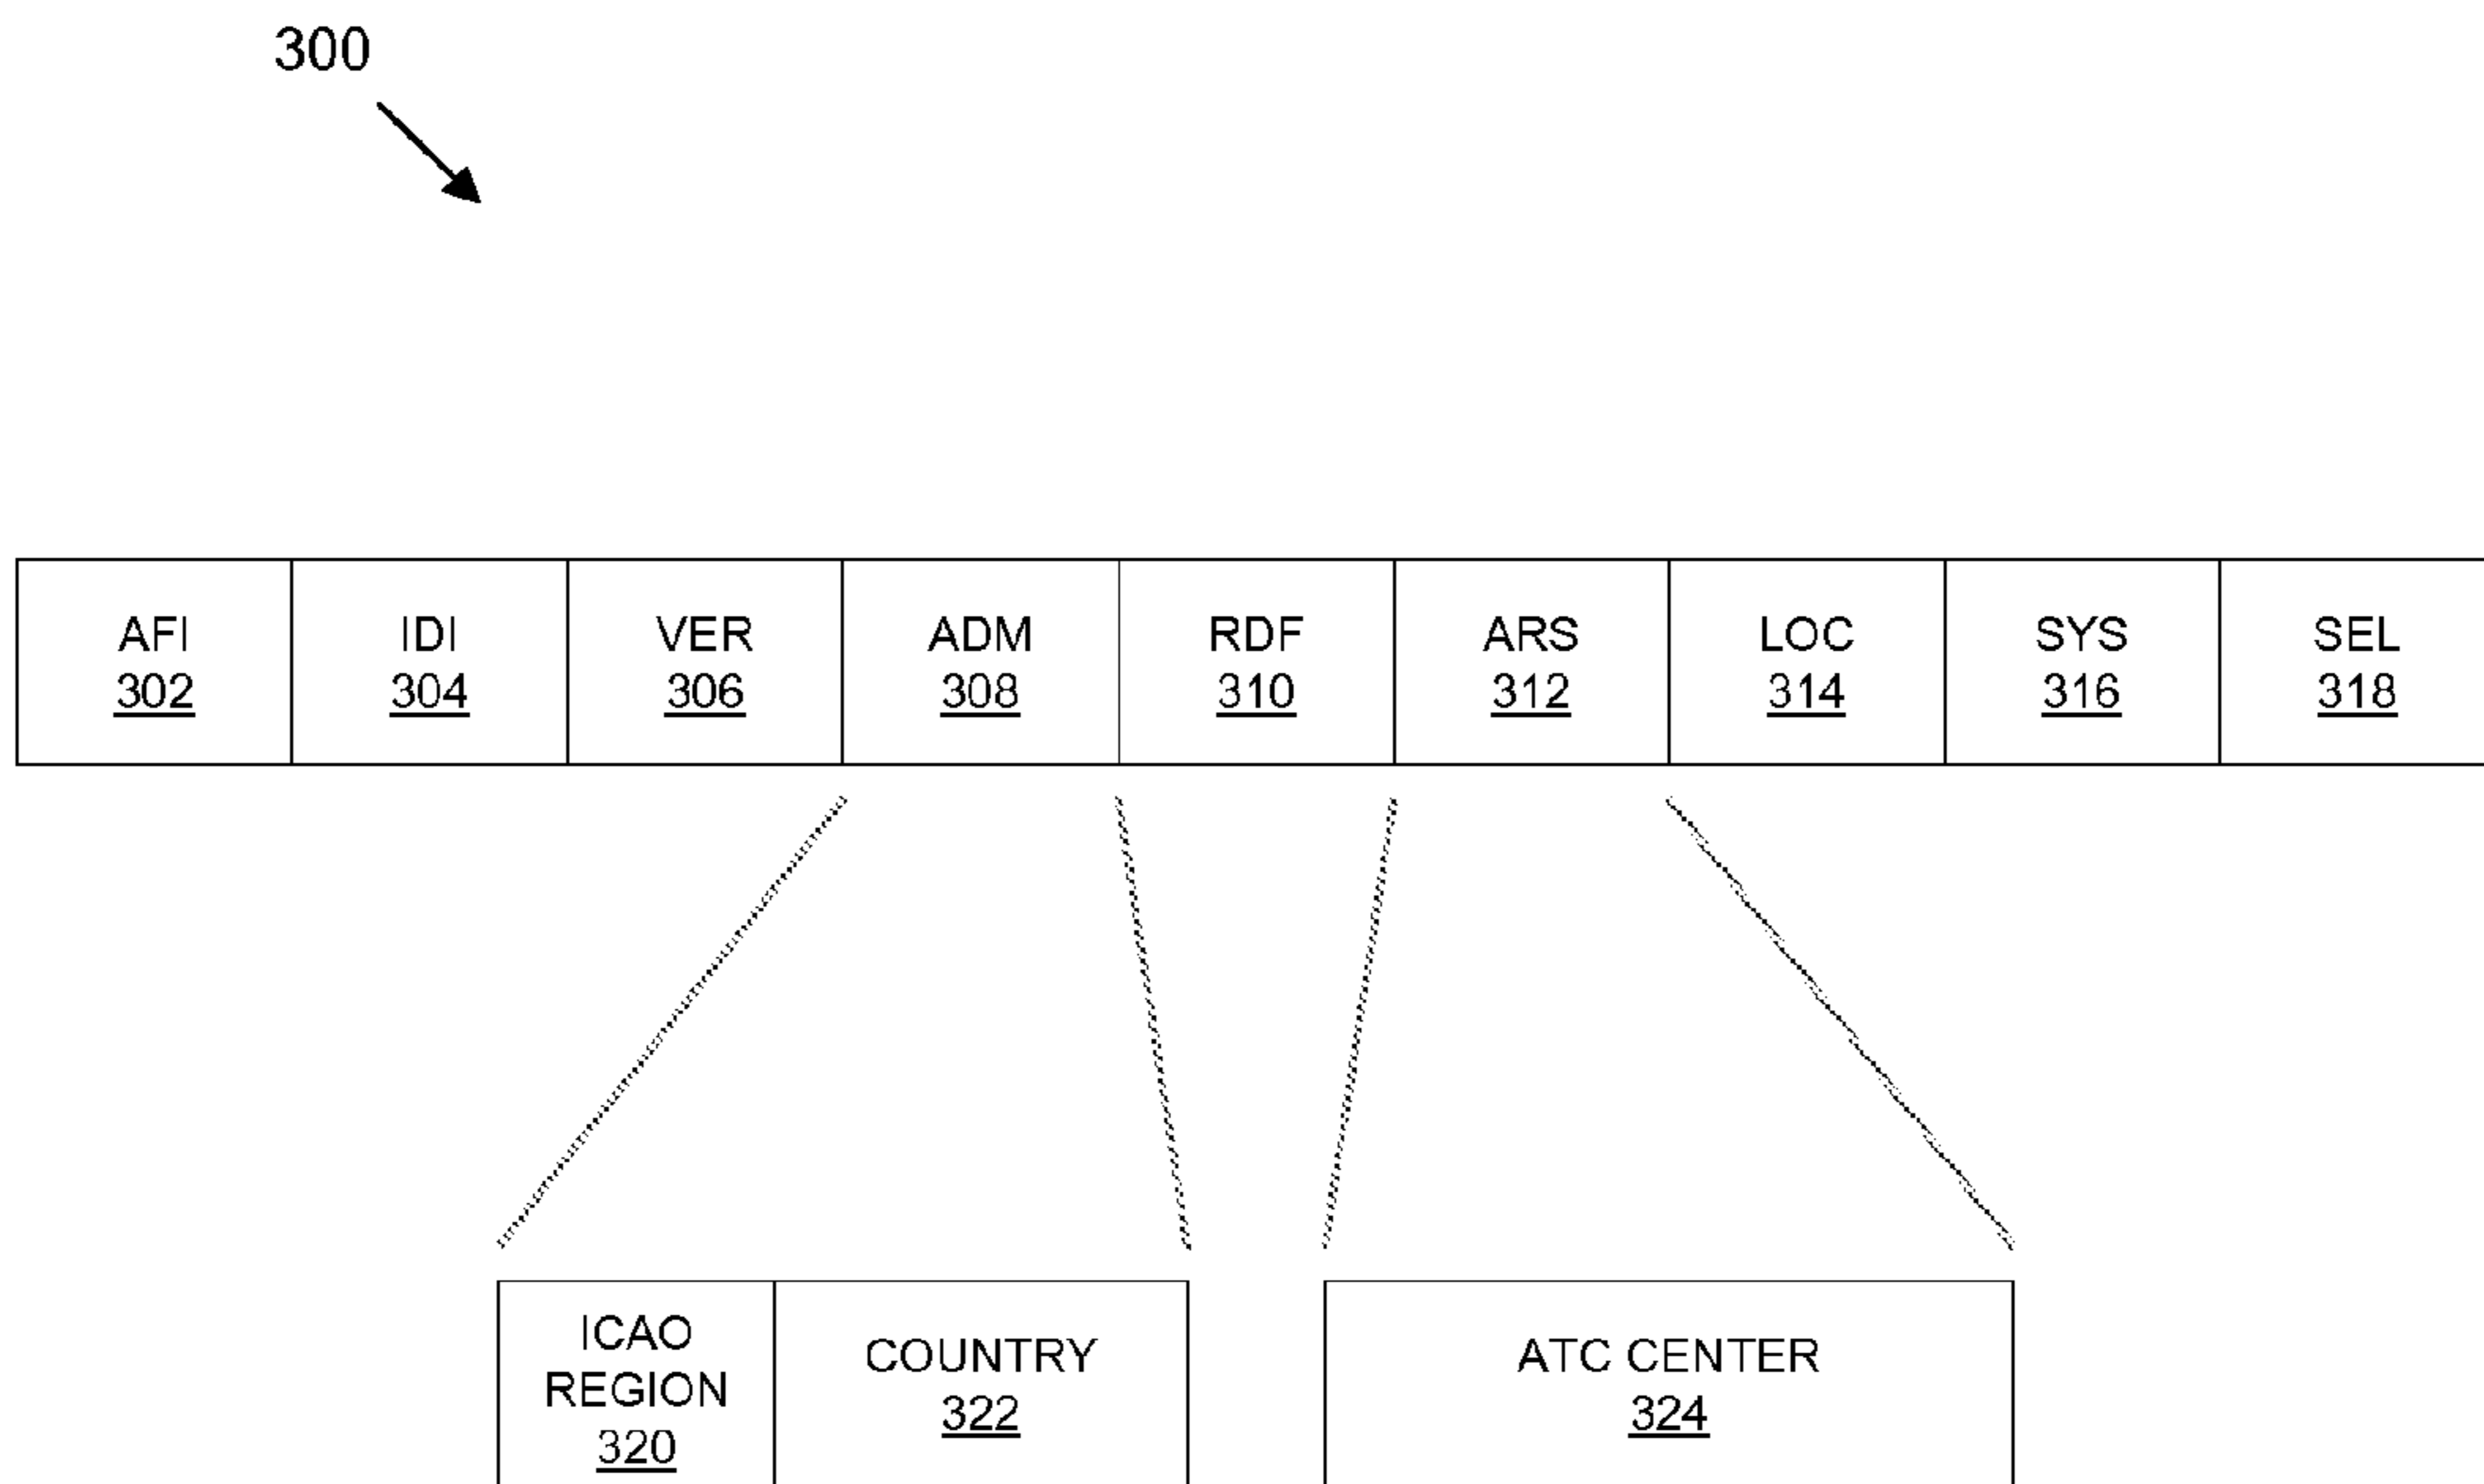 300
AFI IDI VER ADM RDF ARS LOC SYS SEL
302 304 306 308 310 312 314 316 318
ICAO
REGION
320
COUNTRY
322
ATC CENTER
324